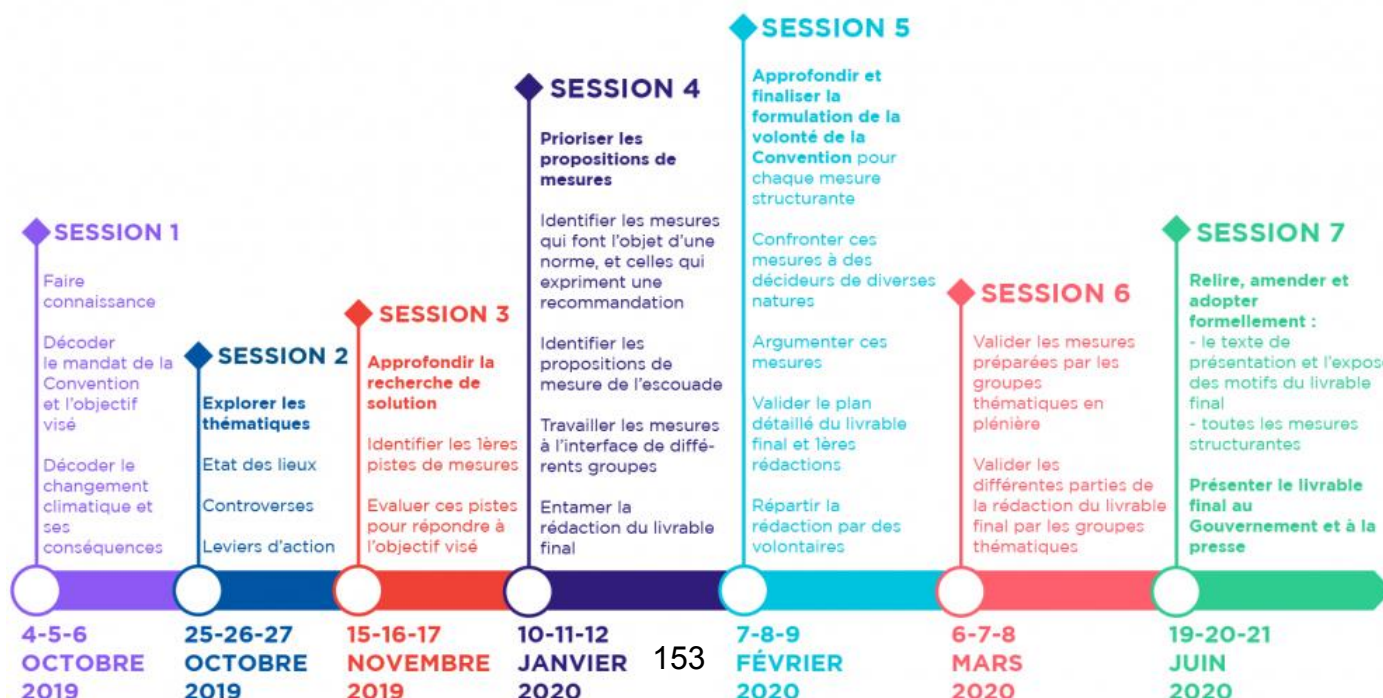 SESSION 1
Faire
connaissance
Décoder
le mandat de la
Convention
et l'objectif
visé
Décoder le
changement
climatique et
ses
conséquences
4-5-6
OCTOBRE
2019
SESSION 2
Explorer les
thématiques
Etat des lieux
Controverses
Leviers d'action
25-26-27
OCTOBRE
2019
SESSION 3
Approfondir la
recherche de
solution
Identifier les 1ères
pistes de mesures
Evaluer ces pistes
pour répondre à
l'objectif visé
15-16-17
NOVEMBRE
2019
SESSION 4
Prioriser les
propositions de
mesures
Identifier les mesures
qui font l'objet d'une
norme, et celles qui
expriment une
recommandation
Identifier les
propositions de
mesure de l'escouade
Travailler les mesures
à l'interface de diffé-
rents groupes
Entamer la
rédaction du livrable
final
10-11-12
JANVIER
2020
153
SESSION 5
Approfondir et
finaliser la
formulation de la
volonté de la
Convention pour
chaque mesure
structurante
Confronter ces
mesures à des
décideurs de diverses
natures
Argumenter ces
mesures
Valider le plan
détaillé du livrable
final et 1ères
rédactions
Répartir la
rédaction par des
volontaires
7-8-9
FÉVRIER
2020
SESSION 6
Valider les mesures
préparées par les
groupes
thématiques en
plénière
Valider les
différentes parties de
la rédaction du livrable
final par les groupes
thématiques
6-7-8
MARS
2020
SESSION 7
Relire, amender et
adopter
formellement :
- le texte de
présentation et l'expos
des motifs du livrable
final
- toutes les mesures
structurantes
Présenter le livrable
final au
Gouvernement et à la
presse
19-20-21
JUIN
2020